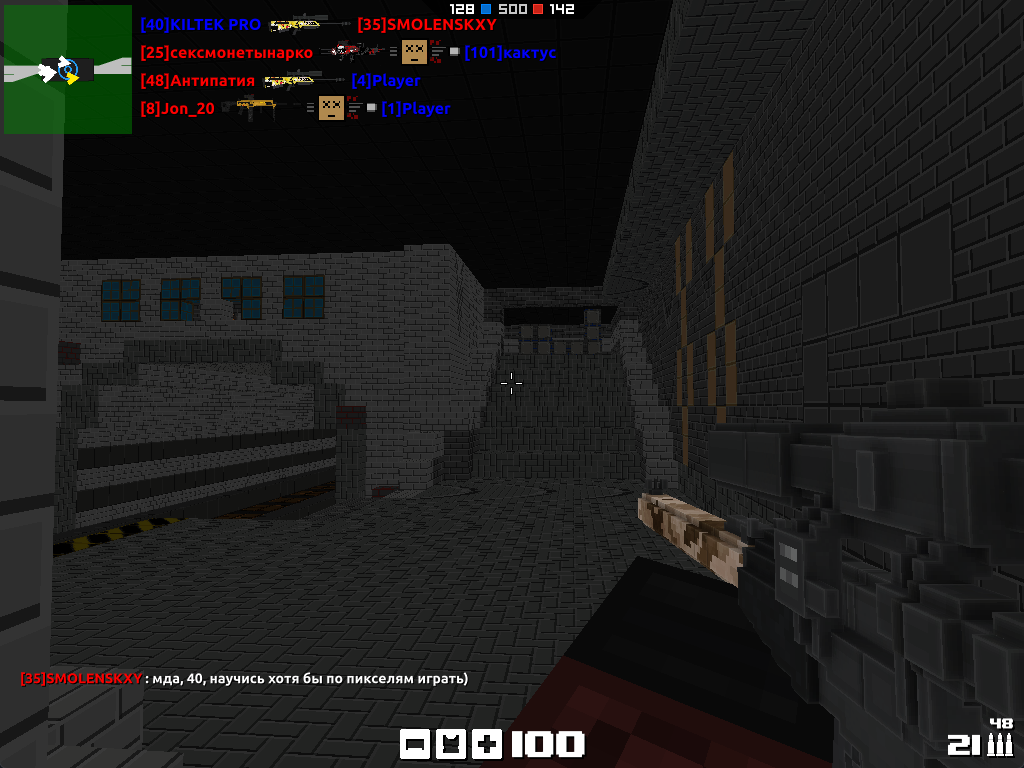 128 500 142
[40]KILTEK PRO [35]SMOLENSKXY
[25]сексмонетынарко [101]кактус
[48]Антипатия [4]Player
[8]Jon_20 [1]Player
[35]SMOLENSKXY : мда, 40, научись хотя бы по пикселям играть)
100
48
21